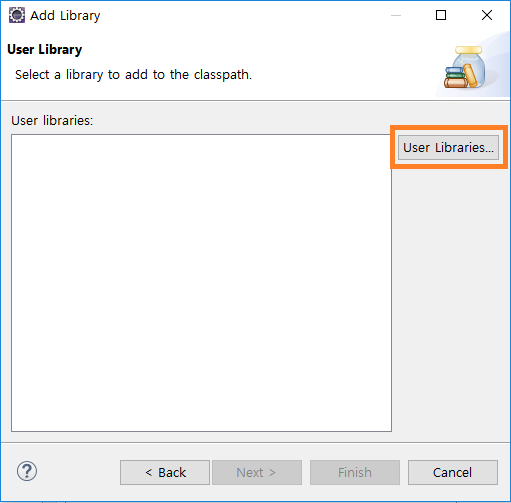 Add Library
User Library
Select a library to add to the classpath.
User libraries:
User Libraries...
?
< Back
Next >
Finish
Cancel